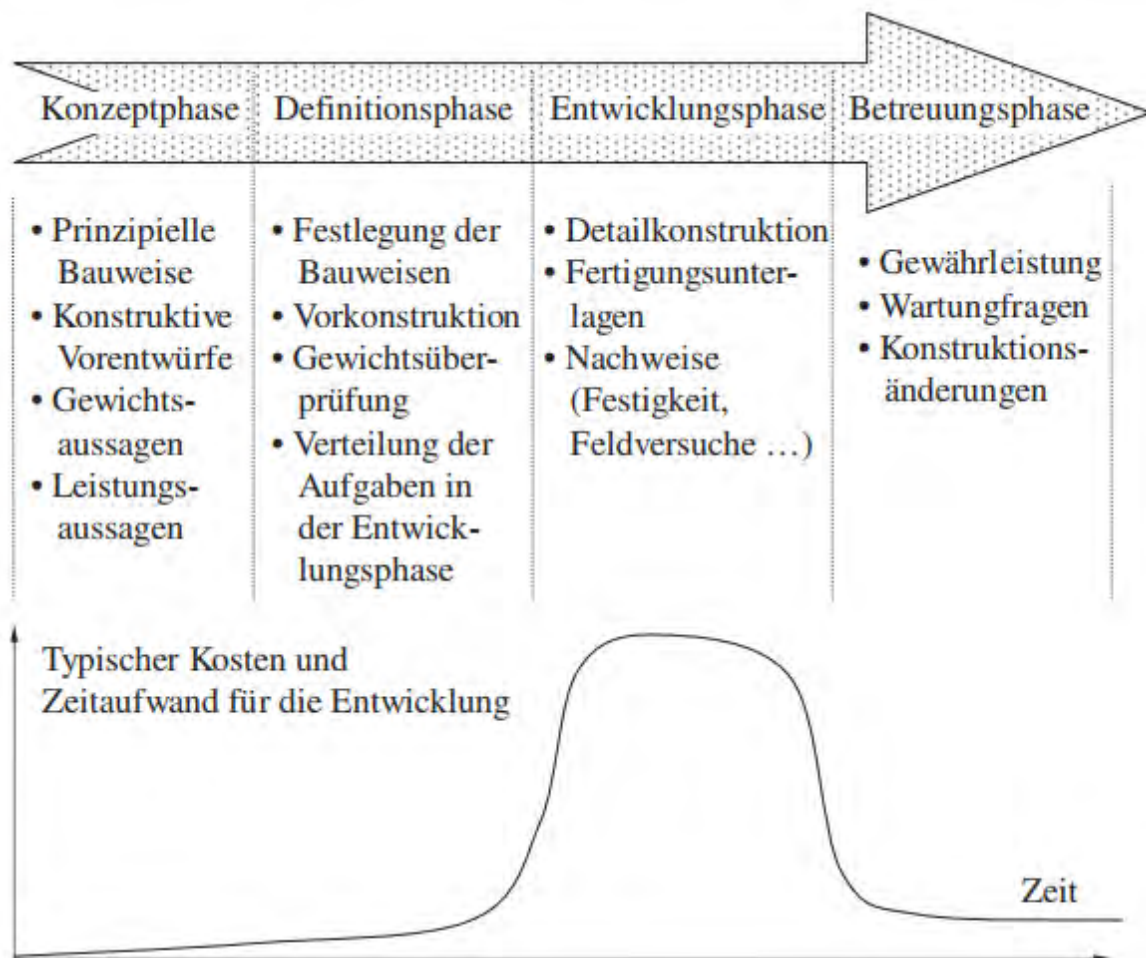 Konzeptphase
Definitionsphase
Entwicklungsphase
Betreuungsphase
• Prinzipielle
Bauweise
• Konstruktive
Vorentwürfe
• Gewichts-
aussagen
• Leistungs-
aussagen
• Festlegung der
Bauweisen
• Vorkonstruktion
• Gewichtsüber-
prüfung
• Verteilung der
Aufgaben in
der Entwick-
lungsphase
• Detailkonstruktion
• Fertigungsunter-
lagen
• Nachweise
(Festigkeit,
Feldversuche …)
• Gewährleistung
• Wartungfragen
• Konstruktions-
änderungen
Typischer Kosten und
Zeitaufwand für die Entwicklung
Zeit